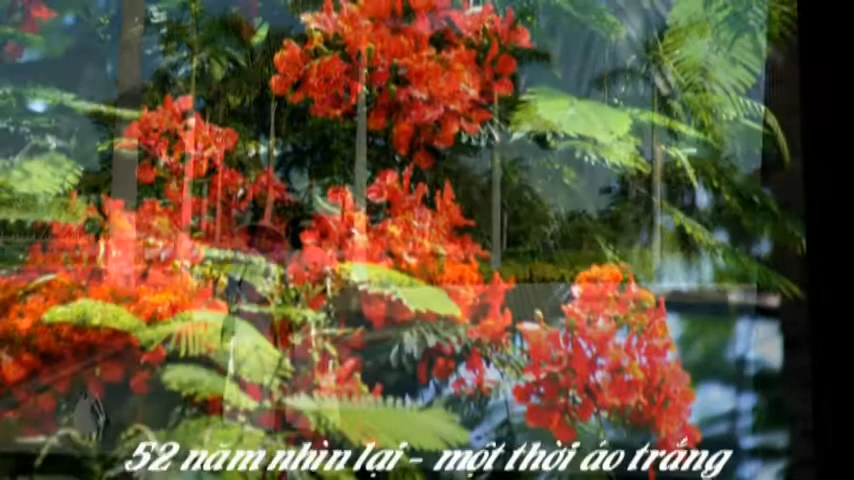 52 năm nhìn lại - một thời áo trắng